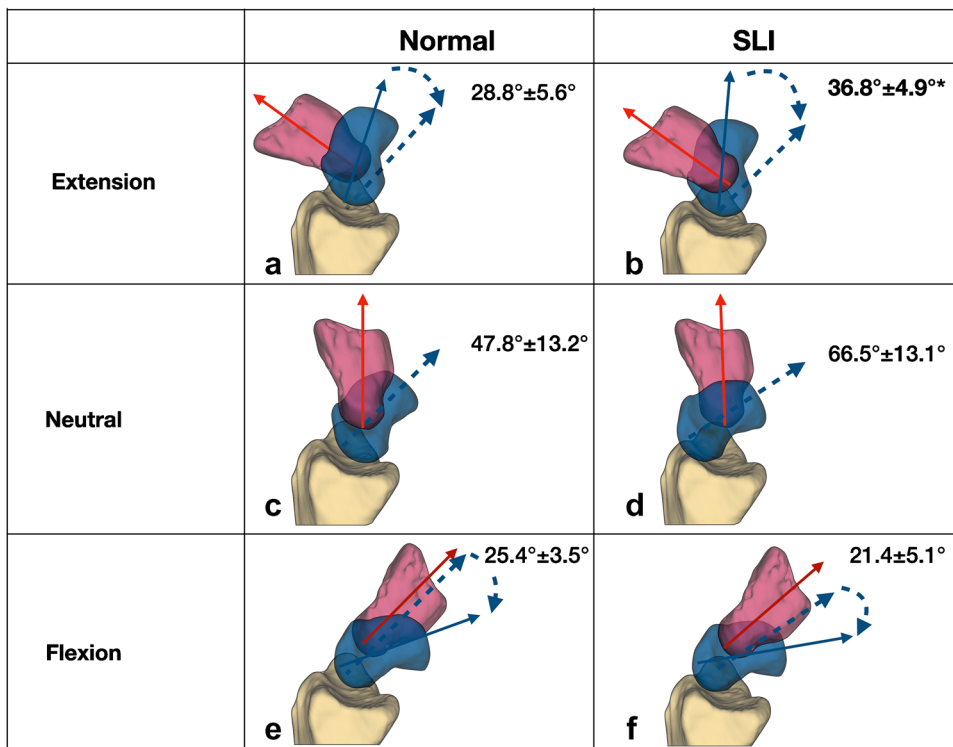 Normal
SLI
Extension
28.8°±5.6°
36.8°±4.9°*
a
b
Neutral
47.8°±13.2°
66.5°±13.1°
c
d
Flexion
25.4°±3.5°
21.4±5.1°
e
f